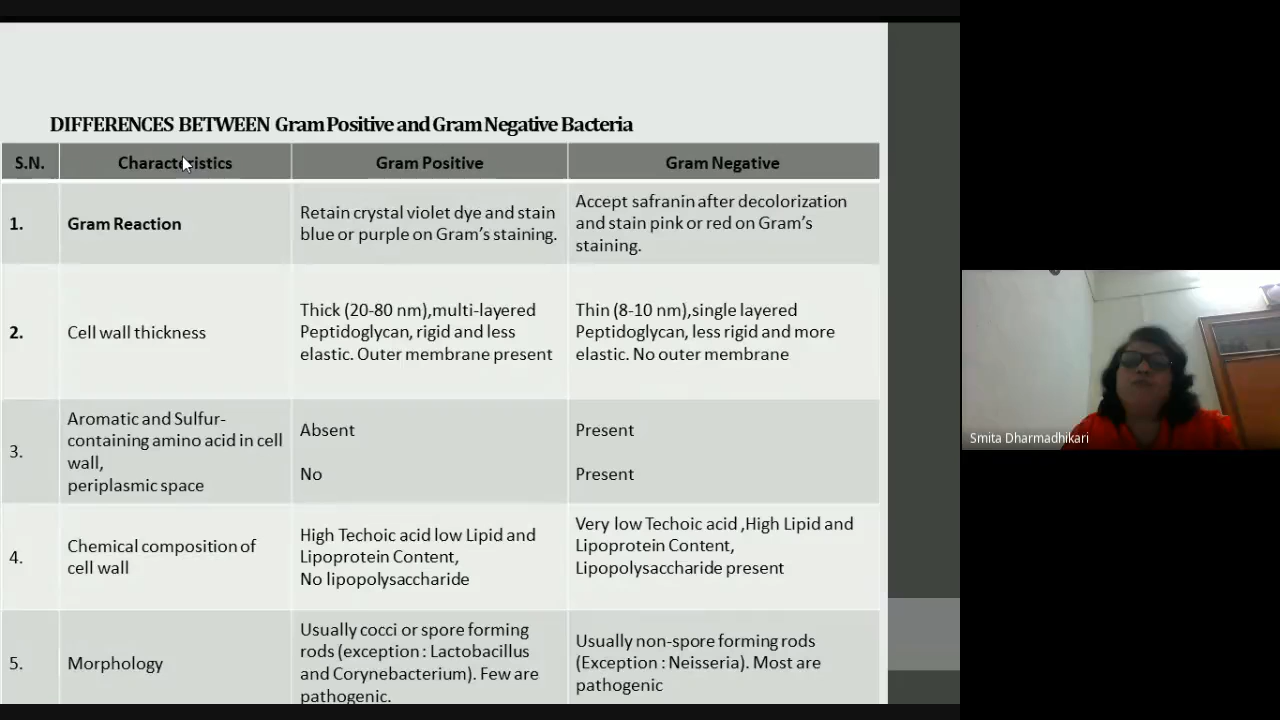 DIFFERENCES BETWEEN Gram Positive and Gram Negative Bacteria
S.N. Characteristics Gram Positive Gram Negative
1.
Gram Reaction
Retain crystal violet dye and stain
blue or purple on Gram's staining.
Accept safranin after decolorization
and stain pink or red on Gram's
staining.
2.
Cell wall thickness
Thick (20-80 nm),multi-layered
Peptidoglycan, rigid and less
elastic. Outer membrane present
Thin (8-10 nm),single layered
Peptidoglycan, less rigid and more
elastic. No outer membrane
3.
Aromatic and Sulfur-
containing amino acid in cell
wall,
periplasmic space
Absent
No
Present
Present
4.
Chemical composition of
cell wall
High Techoic acid low Lipid and
Lipoprotein Content,
No lipopolysaccharide
Very low Techoic acid ,High Lipid and
Lipoprotein Content,
Lipopolysaccharide present
5.
Morphology
Usually cocci or spore forming
rods (exception : Lactobacillus
and Corynebacterium). Few are
pathogenic.
Usually non-spore forming rods
(Exception : Neisseria). Most are
pathogenic
Smita Dharmadhikari